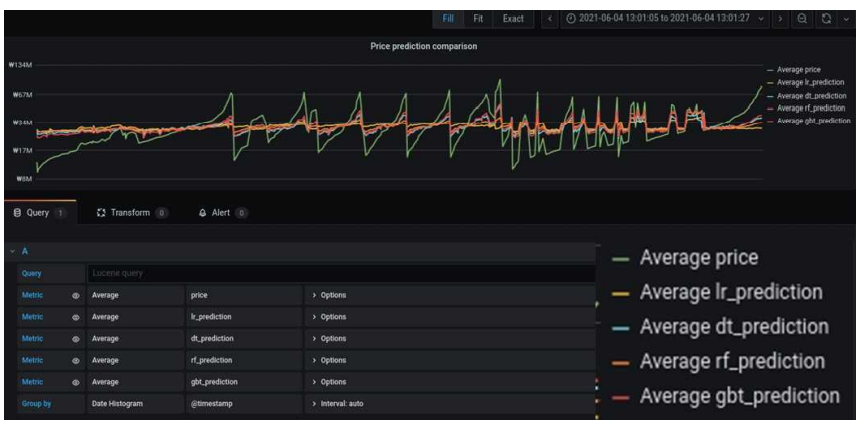 Fill Fit Exact < 2021-06-04 13:01:05 to 2021-06-04 13:01:27 >
Price prediction comparison
₩134M
₩67M
₩34M
₩17M
₩8M
Average price
Average lr_prediction
Average dt_prediction
Average rf_prediction
Average gbt_prediction
Query 1 Transform 0 Alert 0
A
Query Lucene query
Metric Average price > Options
Metric Average lr_prediction > Options
Metric Average dt_prediction > Options
Metric Average rf_prediction > Options
Metric Average gbt_prediction > Options
Group by Date Histogram @timestamp > Interval: auto
Average price
Average lr_prediction
Average dt_prediction
Average rf_prediction
Average gbt_prediction